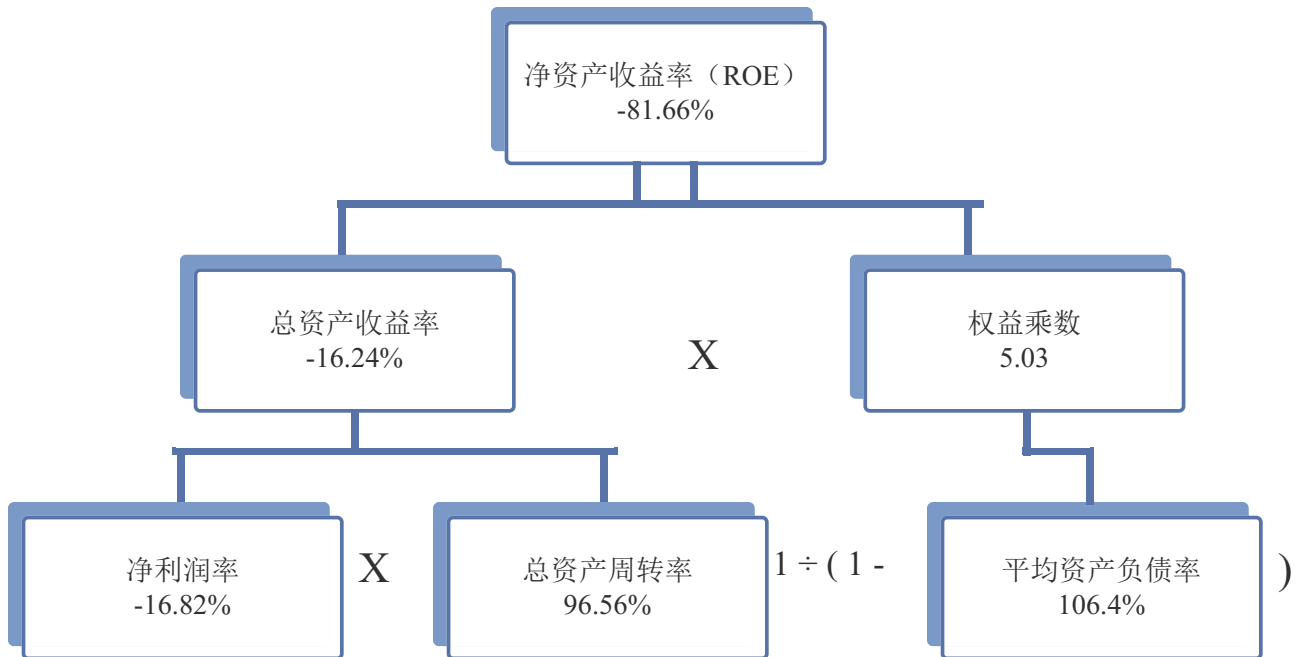 净资产收益率（ROE）
-81.66%
总资产收益率
-16.24%
X
权益乘数
5.03
净利润率
-16.82%
X
总资产周转率
96.56%
1 ÷ ( 1 -
平均资产负债率
106.4%
)